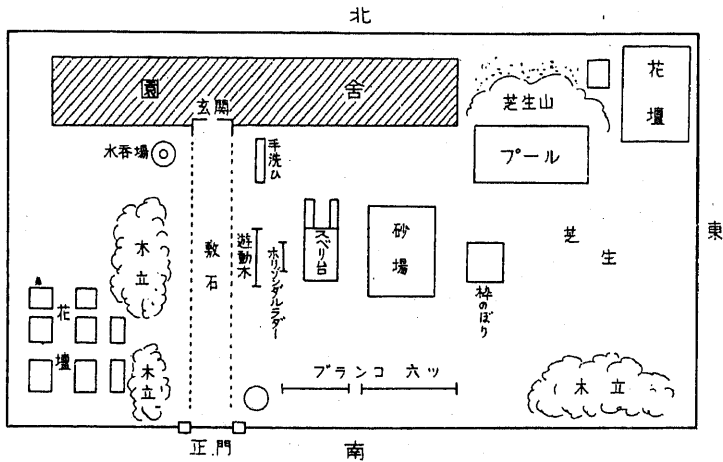 北
園舎
玄関
芝生山
花壇
水呑場
手洗ひ
プール
東
木立
敷石
遊動木
ホリゾンダルラダー
スベリ台
砂場
芝生
枠のぼり
花壇
木立
ブランコ 六ッ
木立
正門
南